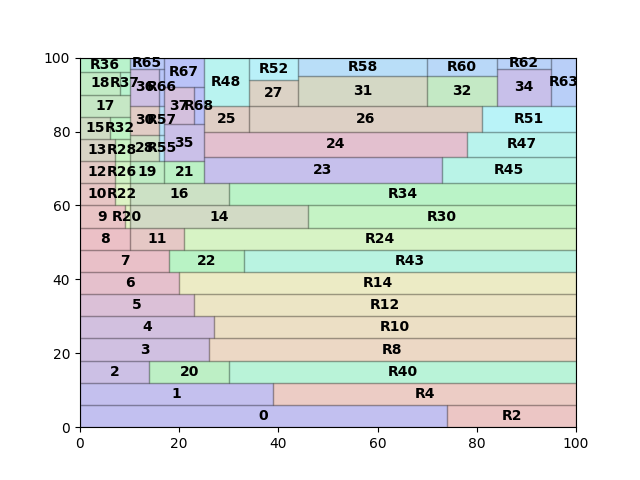 100
R36 R65 R67 R48 R52 R58 R60 R62
18 R37 36 R66 37 R68 27 31 32 34 R63
17
80
15 R32 30 R57 25 26 R51
13 R28 28 R55 35 24 R47
12 R26 19 21 23 R45
60
10 R22 16 R34
9 R20 14 R30
8 11 R24
40
7 22 R43
6 R14
5 R12
4 R10
20
3 R8
2 20 R40
1 R4
0
0 R2
0 20 40 60 80 100